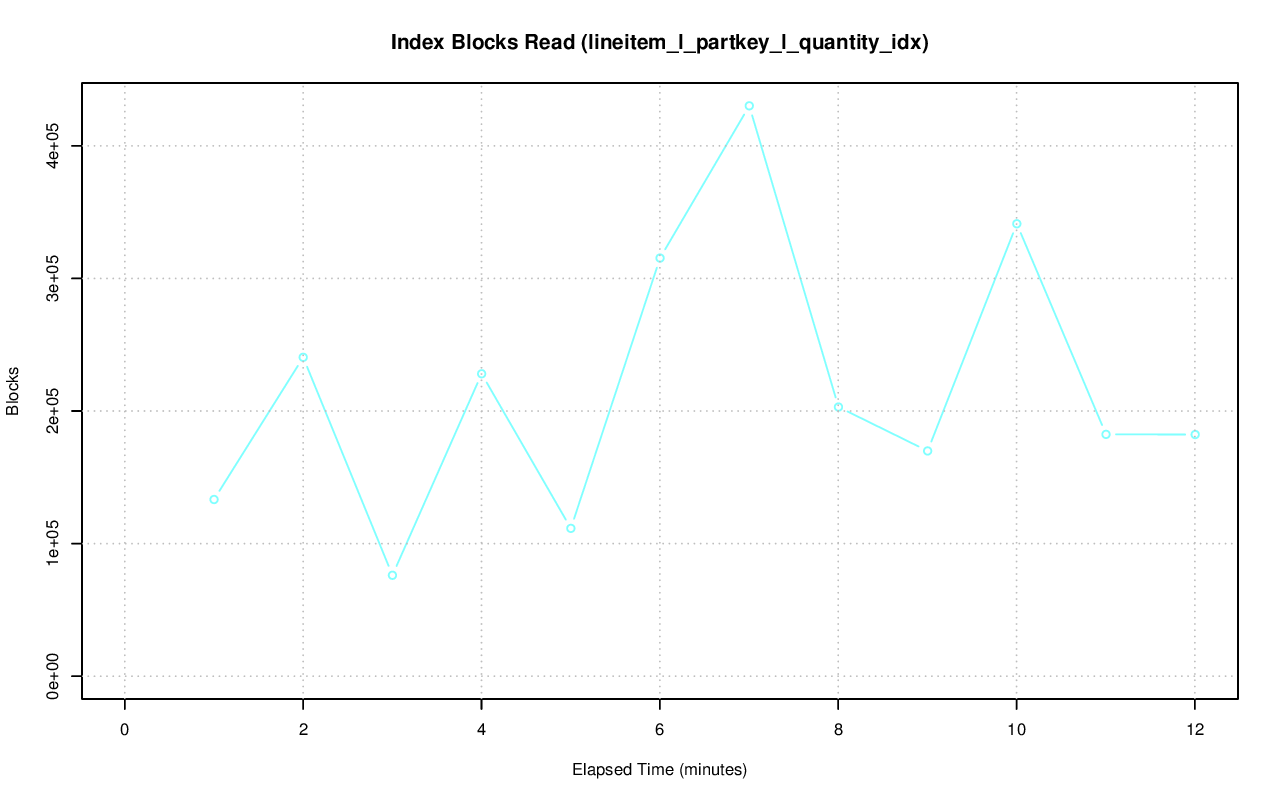 Index Blocks Read (lineitem_l_partkey_l_quantity_idx)
4e+05
3e+05
2e+05
1e+05
0e+00
Blocks
0 2 4 6 8 10 12
Elapsed Time (minutes)